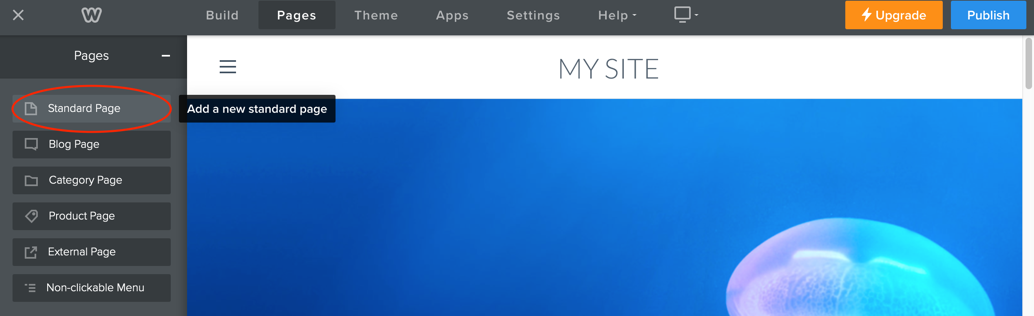 Build Pages Theme Apps Settings Help Upgrade Publish
Pages
MY SITE
Standard Page
Add a new standard page
Blog Page
Category Page
Product Page
External Page
Non-clickable Menu